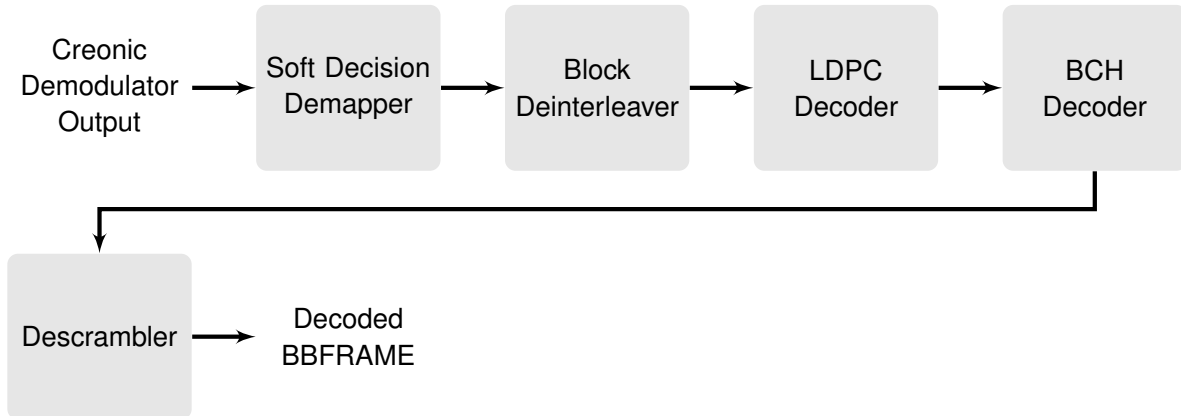 Creonic
Demodulator
Output
Soft Decision
Demapper
Block
Deinterleaver
LDPC
Decoder
BCH
Decoder
Descrambler
Decoded
BBFRAME